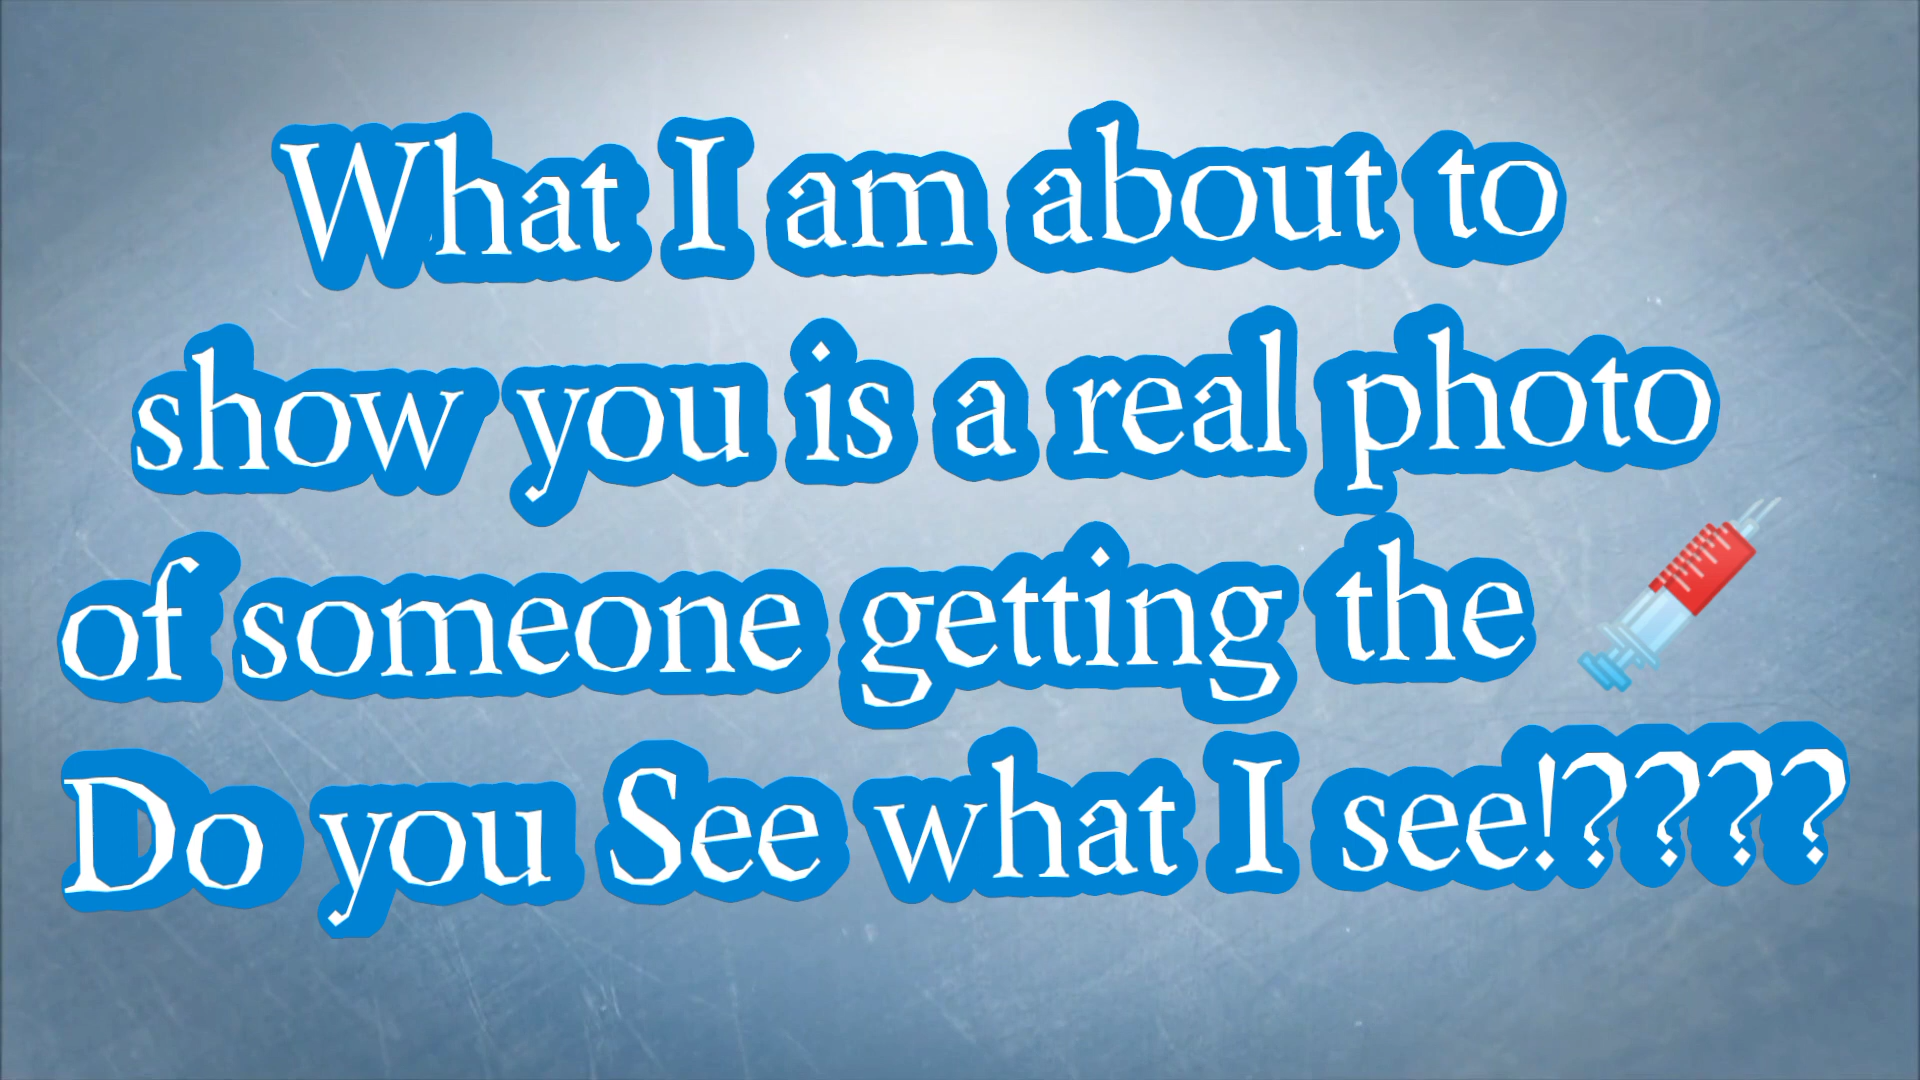 What I am about to
show you is a real photo
of someone getting the 💉
Do you See what I see!????